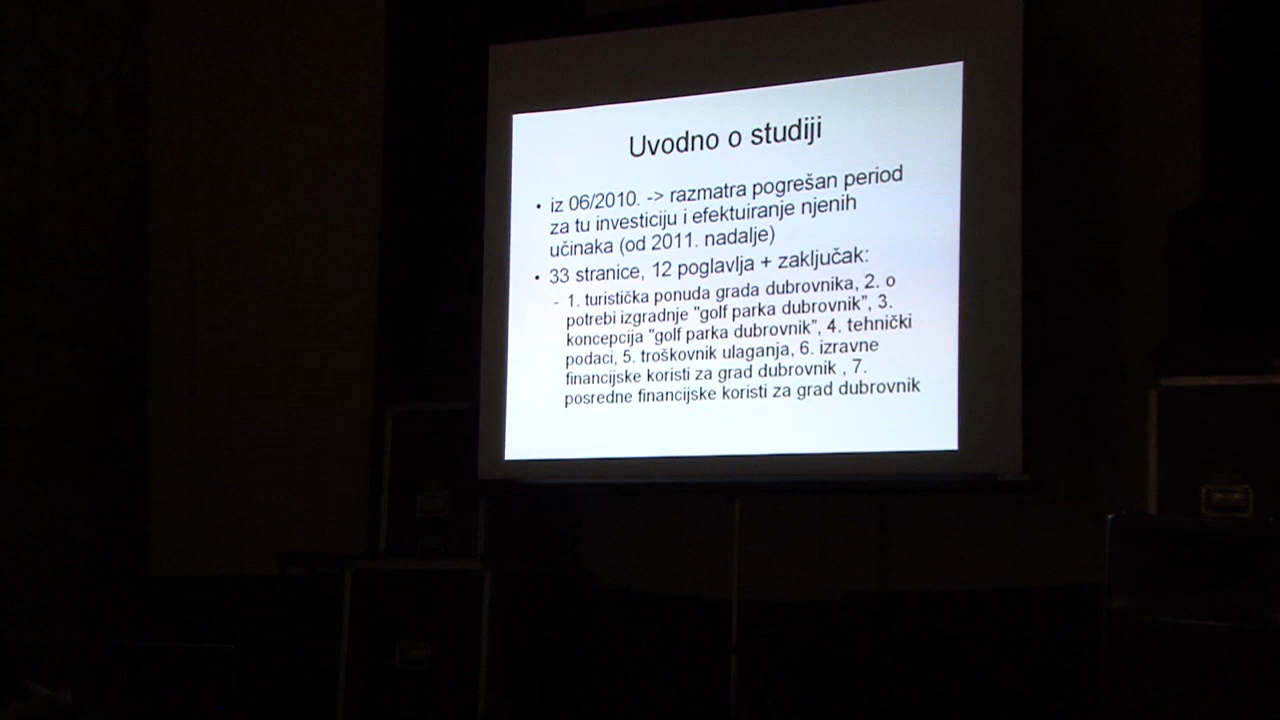 Uvodno o studiji
• iz 06/2010. -> razmatra pogrešan period
za tu investiciju i efektuiranje njenih
učinaka (od 2011. nadalje)
• 33 stranice, 12 poglavlja + zaključak:
- 1. turistička ponuda grada dubrovnika, 2. o
potrebi izgradnje "golf parka dubrovnik", 3.
koncepcija "golf parka dubrovnik", 4. tehnički
podaci, 5. troškovnik ulaganja, 6. izravne
financijske koristi za grad dubrovnik , 7.
posredne financijske koristi za grad dubrovnik